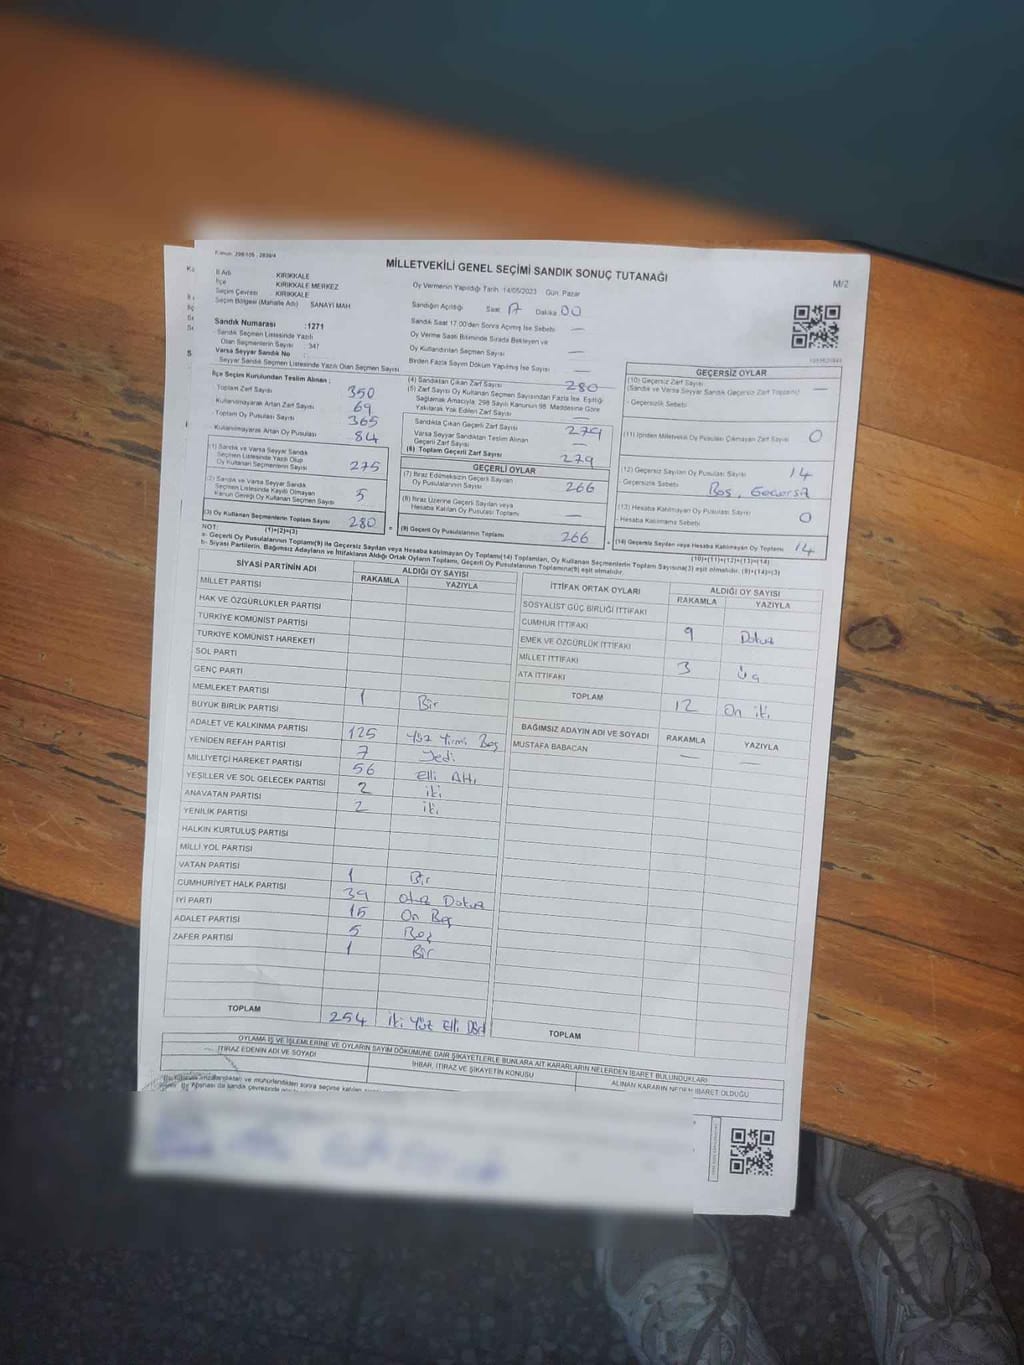 Kanun: 298/105 , 2839/4
MİLLETVEKİLİ GENEL SEÇİMİ SANDIK SONUÇ TUTANAĞI
M/2
İl Adı KIRIKKALE
İlçe KIRIKKALE MERKEZ
Seçim Çevresi KIRIKKALE
Seçim Bölgesi (Mahalle Adı) SANAYİ MAH
Oy Vermenin Yapıldığı Tarih :14/05/2023 Gün: Pazar
Sandığın Açıldığı Saat 17 Dakika 00
Sandık Numarası :1271
Sandık Saat 17.00'den Sonra Açılmış İse Sebebi —
- Sandık Seçmen Listesinde Yazılı
Olan Seçmenlerin Sayısı : 347
Oy Verme Saati Bitiminde Sırada Bekleyen ve
Oy Kullandırılan Seçmen Sayısı —
Varsa Seyyar Sandık No :
Seyyar Sandık Seçmen Listesinde Yazılı Olan Seçmen Sayısı
Birden Fazla Sayım Döküm Yapılmış İse Sayısı —
İlçe Seçim Kurulundan Teslim Alınan :
- Toplam Zarf Sayısı 350
- Kullanılmayarak Artan Zarf Sayısı 69
- Toplam Oy Pusulası Sayısı 365
- Kullanılmayarak Artan Oy Pusulası 84
(1) Sandık ve Varsa Seyyar Sandık
Seçmen Listesinde Yazılı Olup
Oy Kullanan Seçmenlerin Sayısı 275
(2) Sandık ve Varsa Seyyar Sandık
Seçmen Listesinde Kayıtlı Olmayan
Kanun Gereği Oy Kullanan Seçmen Sayısı 5
(3) Oy Kullanan Seçmenlerin Toplam Sayısı 280
(1)+(2)=(3)
(4) Sandıktan Çıkan Zarf Sayısı 280
(5) Zarf Sayısı Oy Kullanan Seçmen Sayısından Fazla İse, Eşitliği
Sağlamak Amacıyla; 298 Sayılı Kanunun 98. Maddesine Göre
Yakılarak Yok Edilen Zarf Sayısı —
Sandıkta Çıkan Geçerli Zarf Sayısı 279
Varsa Seyyar Sandıktan Teslim Alınan
Geçerli Zarf Sayısı —
(6) Toplam Geçerli Zarf Sayısı 279
GEÇERLİ OYLAR
(7) İtiraz Edilmeksizin Geçerli Sayılan
Oy Pusulalarının Sayısı 266
(8) İtiraz Üzerine Geçerli Sayılan veya
Hesaba Katılan Oy Pusulası Toplamı —
(9) Geçerli Oy Pusulalarının Toplamı 266
GEÇERSİZ OYLAR
(10) Geçersiz Zarf Sayısı
(Sandık ve Varsa Seyyar Sandık Geçersiz Zarf Toplamı) —
- Geçersizlik Sebebi
(11) İçinden Milletvekili Oy Pusulası Çıkmayan Zarf Sayısı 0
(12) Geçersiz Sayılan Oy Pusulası Sayısı 14
- Geçersizlik Sebebi Boş, Geçersiz
(13) Hesaba Katılmayan Oy Pusulası Sayısı 0
- Hesaba Katılmama Sebebi
(14) Geçersiz Sayılan veya Hesaba Katılmayan Oy Toplamı 14
(10)+(11)+(12)+(13)=(14)
NOT:
a- Geçerli Oy Pusulaları Toplamı(9) ile Geçersiz Sayılan veya Hesaba katılmayan Oy Toplamı(14) Toplamları, Oy Kullanan Seçmenlerin Toplam Sayısına(3) eşit olmalıdır. (9)+(14)=(3)
b- Siyasi Partilerin, Bağımsız Adayların ve İttifakların Aldığı Ortak Oyların Toplamı, Geçerli Oy Pusulalarının Toplamına(9) eşit olmalıdır.
SİYASİ PARTİNİN ADI ALDIĞI OY SAYISI
RAKAMLA YAZIYLA
MİLLET PARTİSİ
HAK VE ÖZGÜRLÜKLER PARTİSİ
TÜRKİYE KOMÜNİST PARTİSİ
TÜRKİYE KOMÜNİST HAREKETİ
SOL PARTİ
GENÇ PARTİ
MEMLEKET PARTİSİ 1 Bir
BÜYÜK BİRLİK PARTİSİ
ADALET VE KALKINMA PARTİSİ 125 Yüz Yirmi Beş
YENİDEN REFAH PARTİSİ 7 Yedi
MİLLİYETÇİ HAREKET PARTİSİ 56 Elli Altı
YEŞİLLER VE SOL GELECEK PARTİSİ 2 iki
ANAVATAN PARTİSİ 2 iki
YENİLİK PARTİSİ
HALKIN KURTULUŞ PARTİSİ
MİLLİ YOL PARTİSİ
VATAN PARTİSİ 1 Bir
CUMHURİYET HALK PARTİSİ 39 Otuz Dokuz
İYİ PARTİ 15 On Beş
ADALET PARTİSİ 5 Beş
ZAFER PARTİSİ 1 Bir
TOPLAM 254 iki Yüz Elli Dört
İTTİFAK ORTAK OYLARI ALDIĞI OY SAYISI
RAKAMLA YAZIYLA
SOSYALİST GÜÇ BİRLİĞİ İTTİFAKI
CUMHUR İTTİFAKI 9 Dokuz
EMEK VE ÖZGÜRLÜK İTTİFAKI
MİLLET İTTİFAKI 3 Üç
ATA İTTİFAKI
TOPLAM 12 On iki
BAĞIMSIZ ADAYIN ADI VE SOYADI RAKAMLA YAZIYLA
MUSTAFA BABACAN — —
TOPLAM
OYLAMA İŞ VE İŞLEMLERİNE VE OYLARIN SAYIM DÖKÜMÜNE DAİR ŞİKAYETLERLE BUNLARA AİT KARARLARIN NELERDEN İBARET BULUNDUKLARI
İTİRAZ EDENİN ADI VE SOYADI İHBAR, İTİRAZ VE ŞİKAYETİN KONUSU ALINAN KARARIN NEDEN İBARET OLDUĞU